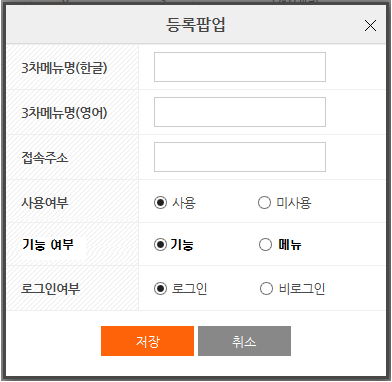 등록팝업
3차메뉴명(한글)
3차메뉴명(영어)
접속주소
사용여부 사용 미사용
기능 여부 기능 메뉴
로그인여부 로그인 비로그인
저장 취소